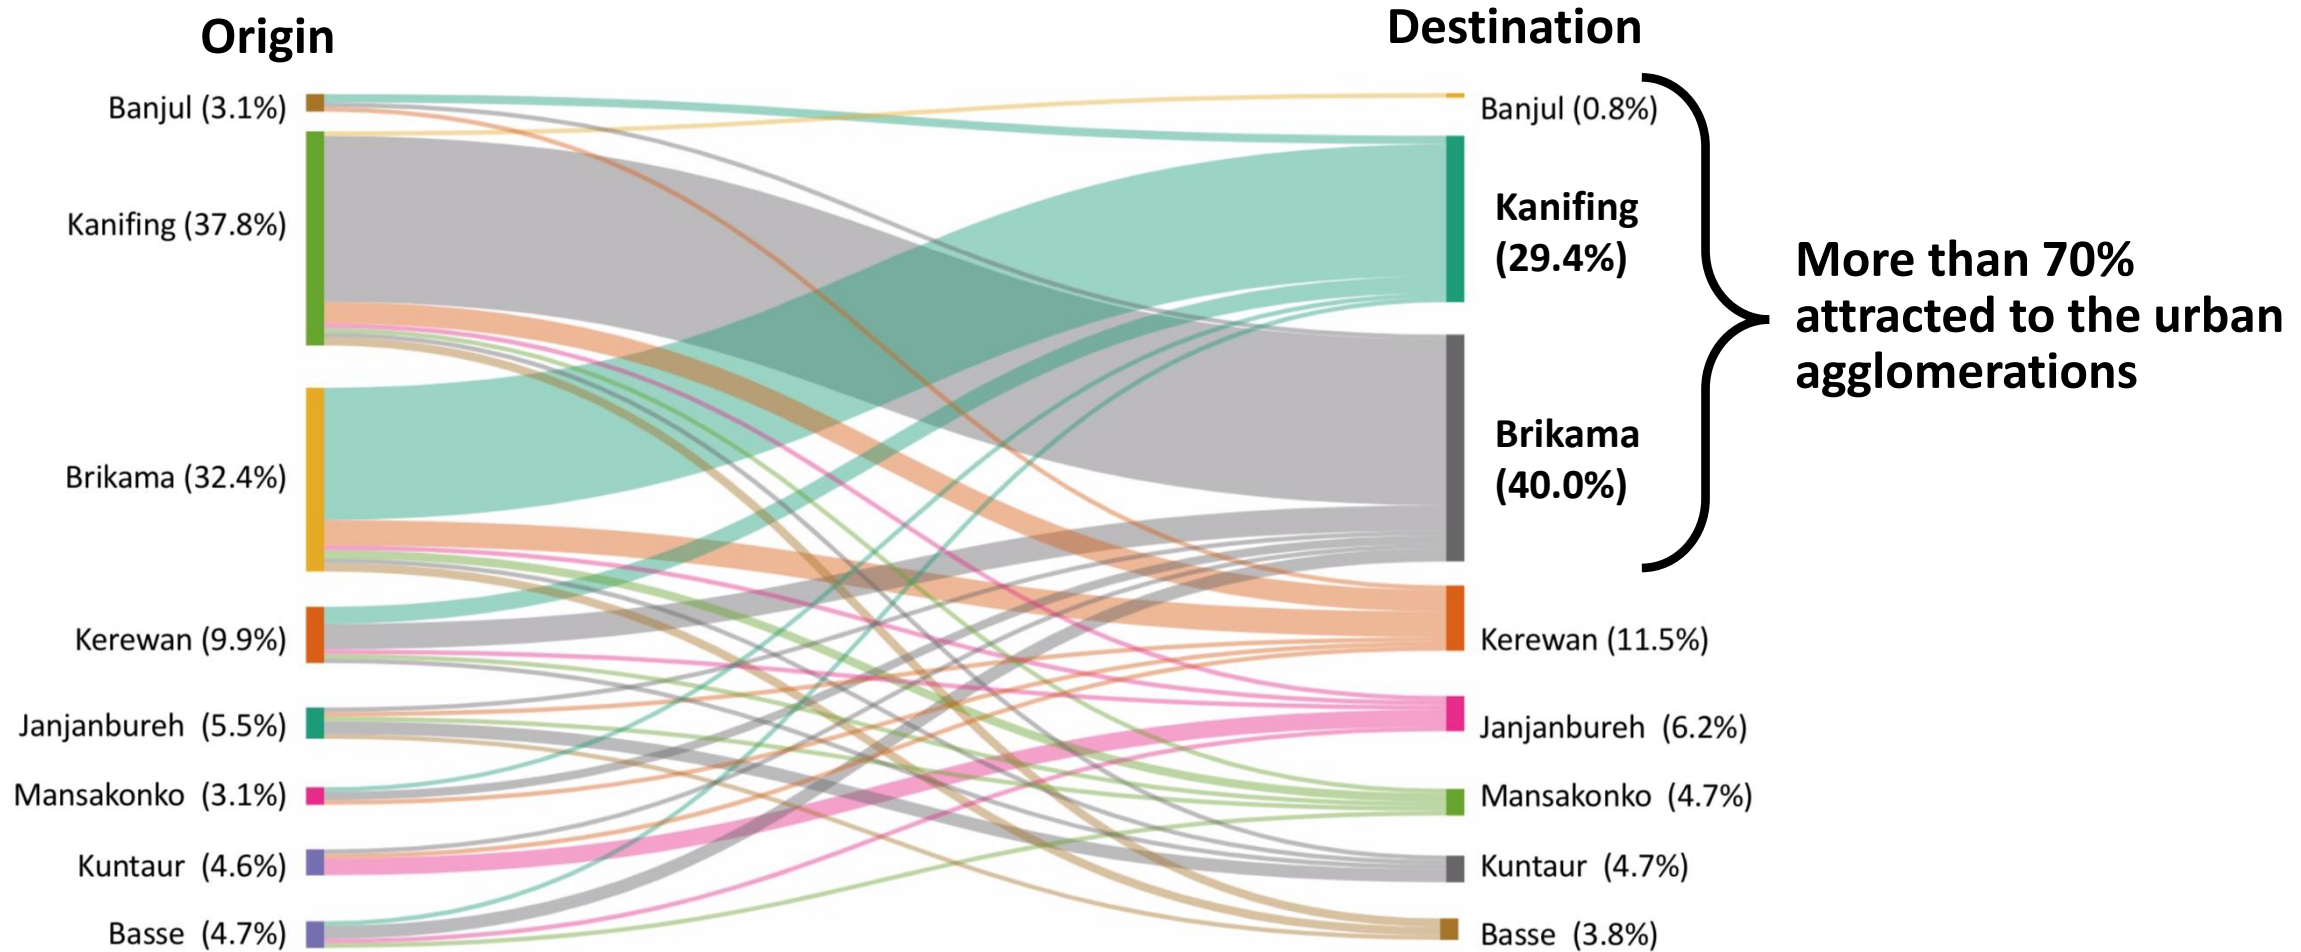 Origin
Banjul (3.1%)
Kanifing (37.8%)
Brikama (32.4%)
Kerewan (9.9%)
Janjanbureh (5.5%)
Mansakonko (3.1%)
Kuntaur (4.6%)
Basse (4.7%)
Destination
Banjul (0.8%)
Kanifing
(29.4%)
Brikama
(40.0%)
Kerewan (11.5%)
Janjanbureh (6.2%)
Mansakonko (4.7%)
Kuntaur (4.7%)
Basse (3.8%)
More than 70%
attracted to the urban
agglomerations